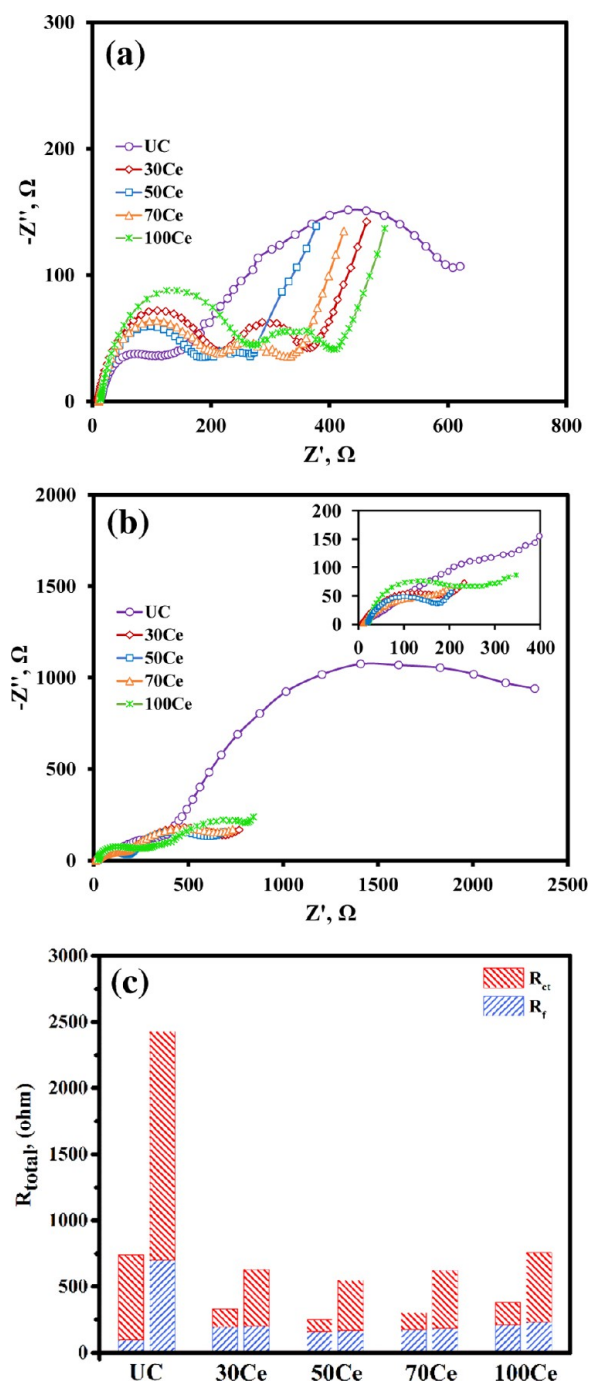 (a)
300
200
100
0
-Z'', Ω
UC
30Ce
50Ce
70Ce
100Ce
0 200 400 600 800
Z', Ω
(b)
2000
1500
1000
500
0
-Z'', Ω
UC
30Ce
50Ce
70Ce
100Ce
200
150
100
50
0
0 100 200 300 400
0 500 1000 1500 2000 2500
Z', Ω
(c)
3000
2500
2000
1500
1000
500
0
Rtotal, (ohm)
Rct
Rf
UC 30Ce 50Ce 70Ce 100Ce